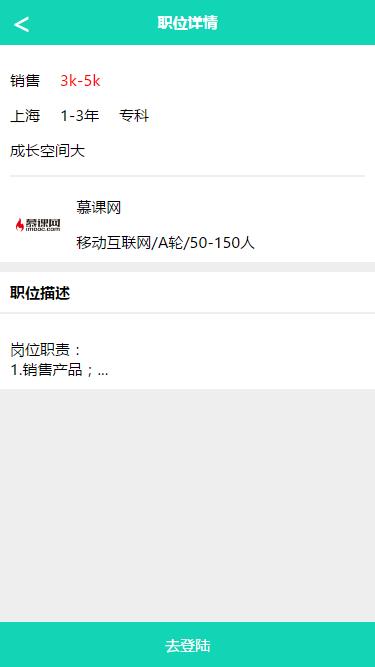 <
职位详情
销售 3k-5k
上海 1-3年 专科
成长空间大
慕课网
imooc.com
慕课网
移动互联网/A轮/50-150人
职位描述
岗位职责：
1.销售产品；...
去登陆